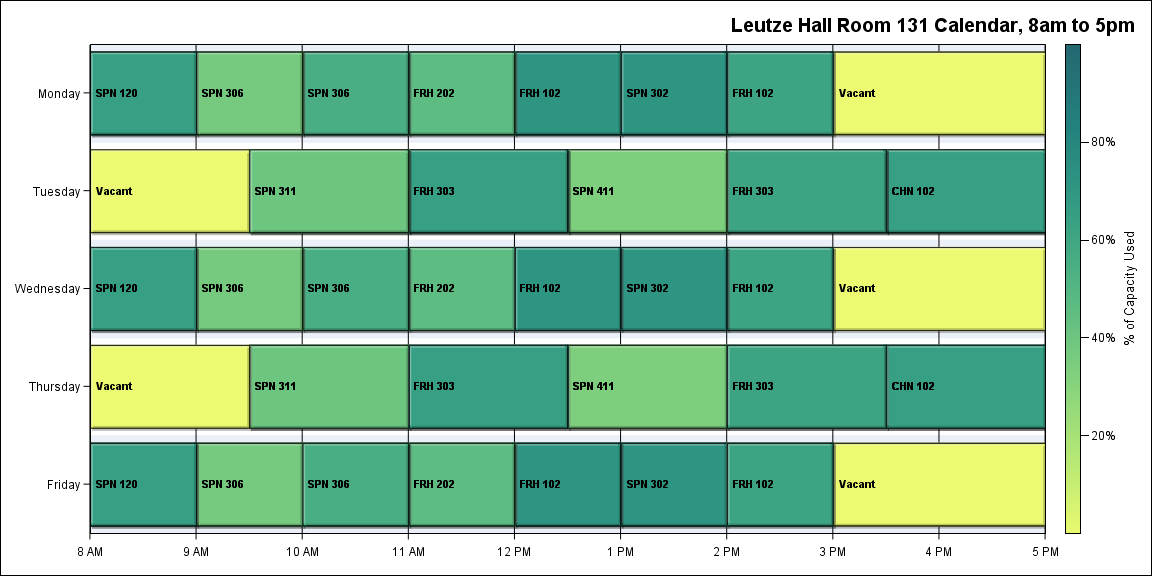 Leutze Hall Room 131 Calendar, 8am to 5pm
Monday
SPN 120
SPN 306
SPN 306
FRH 202
FRH 102
SPN 302
FRH 102
Vacant
Tuesday
Vacant
SPN 311
FRH 303
SPN 411
FRH 303
CHN 102
Wednesday
SPN 120
SPN 306
SPN 306
FRH 202
FRH 102
SPN 302
FRH 102
Vacant
Thursday
Vacant
SPN 311
FRH 303
SPN 411
FRH 303
CHN 102
Friday
SPN 120
SPN 306
SPN 306
FRH 202
FRH 102
SPN 302
FRH 102
Vacant
8 AM
9 AM
10 AM
11 AM
12 PM
1 PM
2 PM
3 PM
4 PM
5 PM
80%
60%
40%
20%
% of Capacity Used